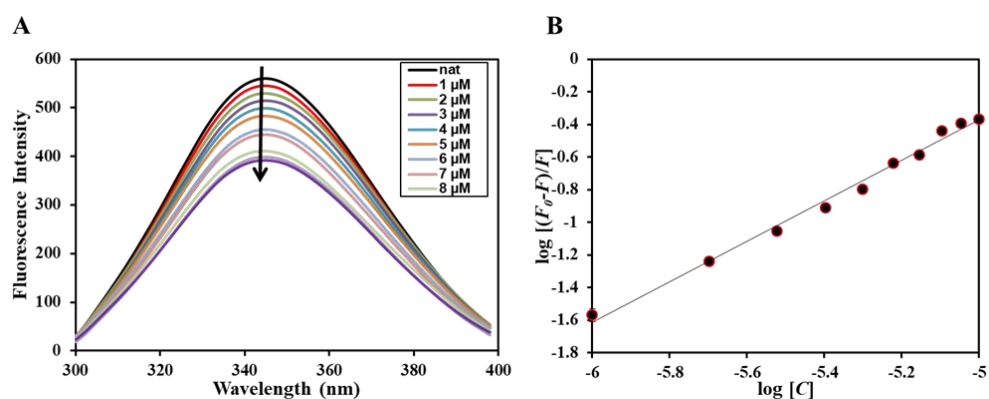 A
600
500
400
300
200
100
0
Fluorescence Intensity
300
320
340
360
380
400
Wavelength (nm)
nat
1 µM
2 µM
3 µM
4 µM
5 µM
6 µM
7 µM
8 µM
B
0
-0.4
-0.6
-0.8
-1
-1.2
-1.4
-1.6
-1.8
log [(F₀-F)/F]
-6
-5.8
-5.6
-5.4
-5.2
-5
log [C]